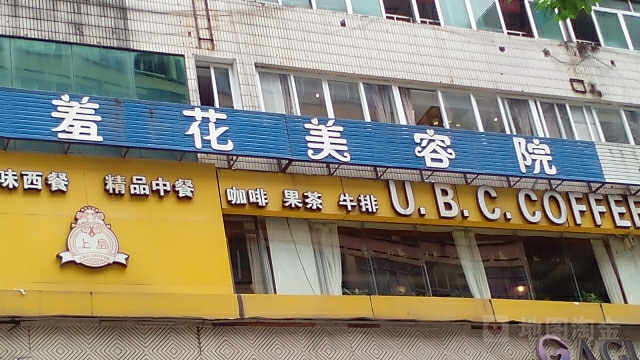 羞花美容院
味西餐 精品中餐 咖啡 果茶 牛排 U.B.C.COFFEE
上島
地图淘金